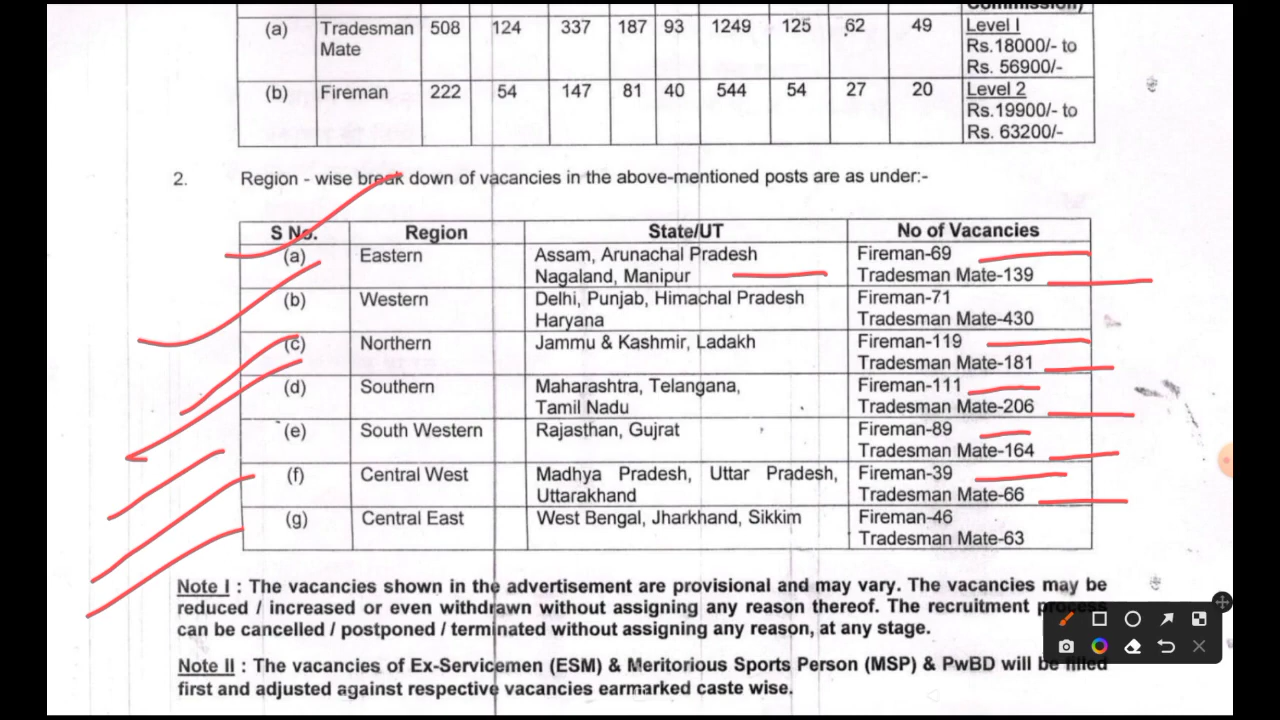 Commission)
(a) Tradesman 508 124 337 187 93 1249 125 62 49 Level I
Mate Rs.18000/- to
Rs. 56900/-
(b) Fireman 222 54 147 81 40 544 54 27 20 Level 2
Rs.19900/- to
Rs. 63200/-
2. Region - wise break down of vacancies in the above-mentioned posts are as under:-
S No. Region State/UT No of Vacancies
(a) Eastern Assam, Arunachal Pradesh Fireman-69
Nagaland, Manipur Tradesman Mate-139
(b) Western Delhi, Punjab, Himachal Pradesh Fireman-71
Haryana Tradesman Mate-430
(c) Northern Jammu & Kashmir, Ladakh Fireman-119
Tradesman Mate-181
(d) Southern Maharashtra, Telangana, Fireman-111
Tamil Nadu Tradesman Mate-206
(e) South Western Rajasthan, Gujrat Fireman-89
Tradesman Mate-164
(f) Central West Madhya Pradesh, Uttar Pradesh, Fireman-39
Uttarakhand Tradesman Mate-66
(g) Central East West Bengal, Jharkhand, Sikkim Fireman-46
Tradesman Mate-63
Note I : The vacancies shown in the advertisement are provisional and may vary. The vacancies may be
reduced / increased or even withdrawn without assigning any reason thereof. The recruitment process
can be cancelled / postponed / terminated without assigning any reason, at any stage.
Note II : The vacancies of Ex-Servicemen (ESM) & Meritorious Sports Person (MSP) & PwBD will be filled
first and adjusted against respective vacancies earmarked caste wise.